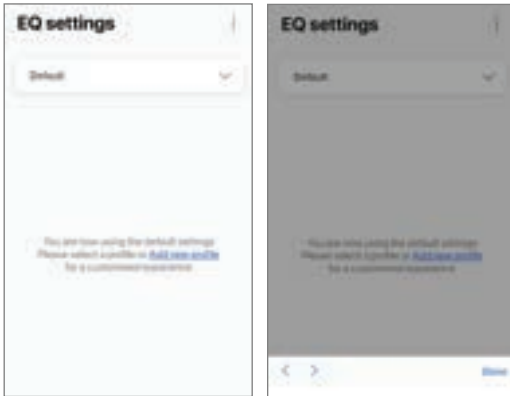 EQ settings
Default
You are now using the default settings
Please select a profile or Add new profile
for a customised experience
EQ settings
Default
You are now using the default settings
Please select a profile or Add new profile
for a customised experience
Done